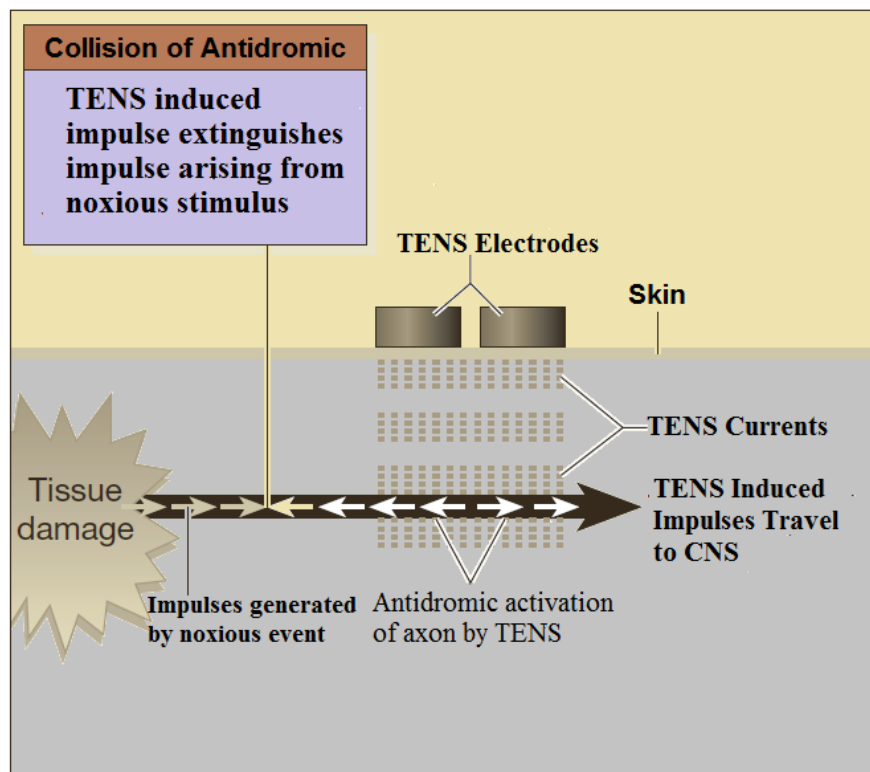 Collision of Antidromic
TENS induced
impulse extinguishes
impulse arising from
noxious stimulus
TENS Electrodes
Skin
TENS Currents
Tissue
damage
TENS Induced
Impulses Travel
to CNS
Impulses generated
by noxious event
Antidromic activation
of axon by TENS